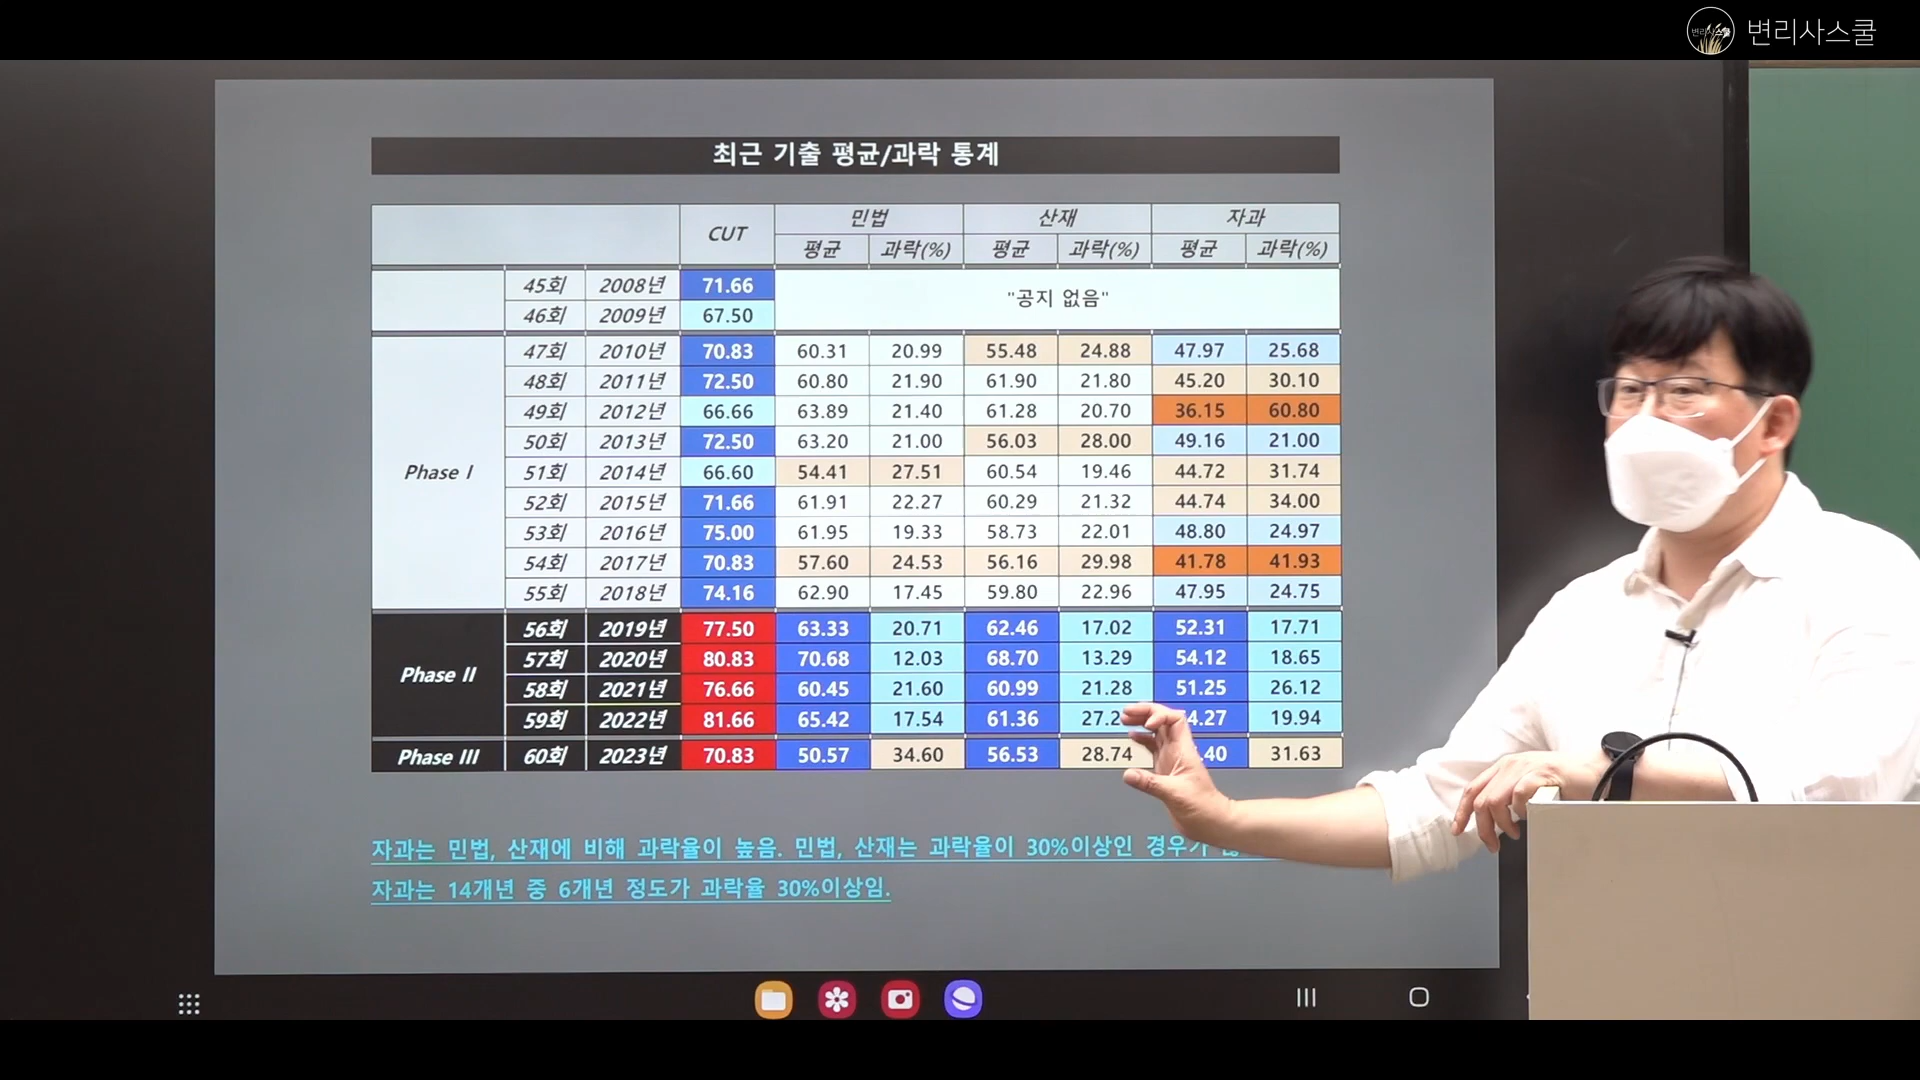 변리사스쿨
최근 기출 평균/과락 통계
CUT 민법 산재 자과
평균 과락(%) 평균 과락(%) 평균 과락(%)
45회 2008년 71.66 "공지 없음"
46회 2009년 67.50
Phase I
47회 2010년 70.83 60.31 20.99 55.48 24.88 47.97 25.68
48회 2011년 72.50 60.80 21.90 61.90 21.80 45.20 30.10
49회 2012년 66.66 63.89 21.40 61.28 20.70 36.15 60.80
50회 2013년 72.50 63.20 21.00 56.03 28.00 49.16 21.00
51회 2014년 66.60 54.41 27.51 60.54 19.46 44.72 31.74
52회 2015년 71.66 61.91 22.27 60.29 21.32 44.74 34.00
53회 2016년 75.00 61.95 19.33 58.73 22.01 48.80 24.97
54회 2017년 70.83 57.60 24.53 56.16 29.98 41.78 41.93
55회 2018년 74.16 62.90 17.45 59.80 22.96 47.95 24.75
Phase II
56회 2019년 77.50 63.33 20.71 62.46 17.02 52.31 17.71
57회 2020년 80.83 70.68 12.03 68.70 13.29 54.12 18.65
58회 2021년 76.66 60.45 21.60 60.99 21.28 51.25 26.12
59회 2022년 81.66 65.42 17.54 61.36 27.2 4.27 19.94
Phase III 60회 2023년 70.83 50.57 34.60 56.53 28.74 .40 31.63
자과는 민법, 산재에 비해 과락율이 높음. 민법, 산재는 과락율이 30%이상인 경우가
자과는 14개년 중 6개년 정도가 과락율 30%이상임.